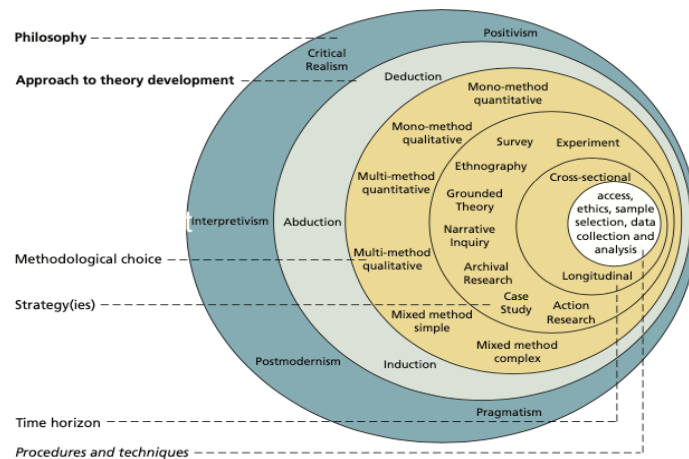 Philosophy
Positivism
Critical
Realism
Approach to theory development
Deduction
Mono-method
quantitative
Mono-method
qualitative
Survey
Experiment
Ethnography
Multi-method
quantitative
Cross-sectional
Grounded
Theory
access,
ethics, sample
selection, data
collection and
analysis
t
Interpretivism
Abduction
Narrative
Inquiry
Methodological choice
Multi-method
qualitative
Archival
Research
Longitudinal
Strategy(ies)
Case
Study
Action
Research
Mixed method
simple
Mixed method
complex
Postmodernism
Induction
Pragmatism
Time horizon
Procedures and techniques